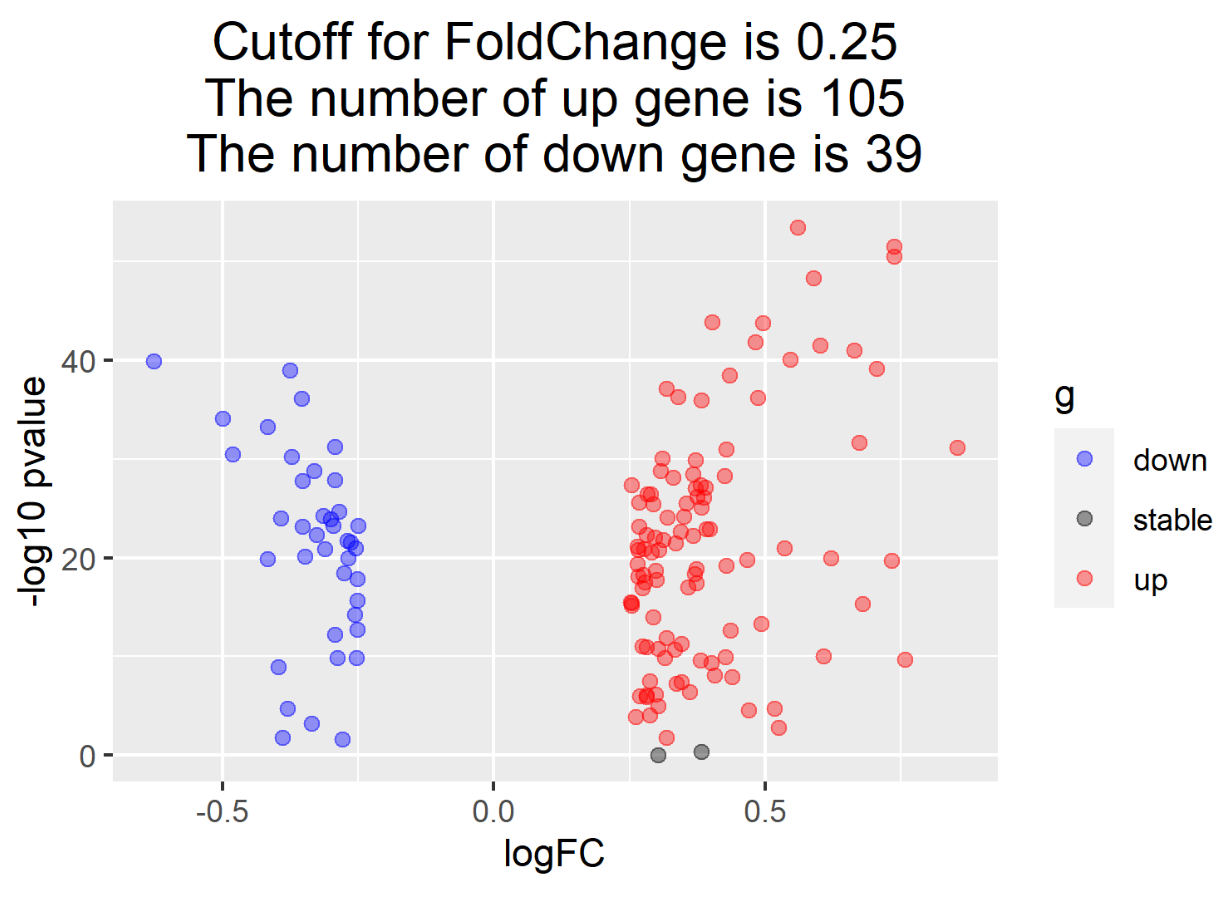 Cutoff for FoldChange is 0.25
The number of up gene is 105
The number of down gene is 39
-log10 pvalue
40
20
0
-0.5
0.0
0.5
logFC
g
down
stable
up